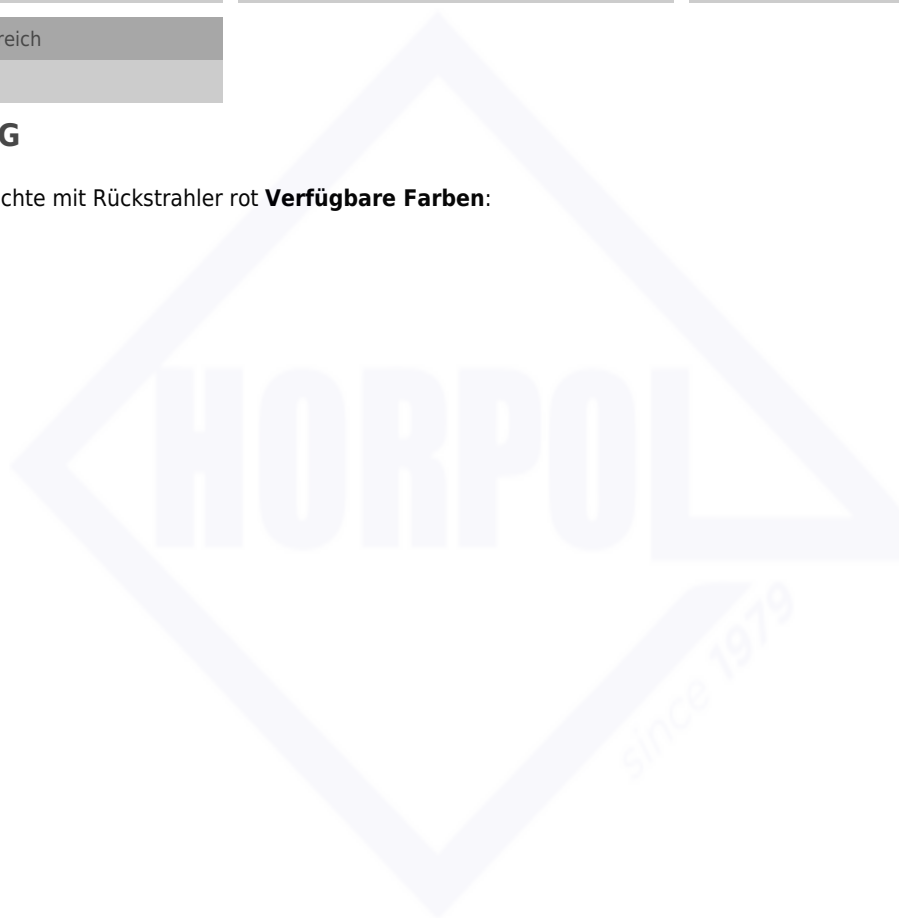 reich
G
chte mit Rückstrahler rot Verfügbare Farben:
HORPOL
since 1979